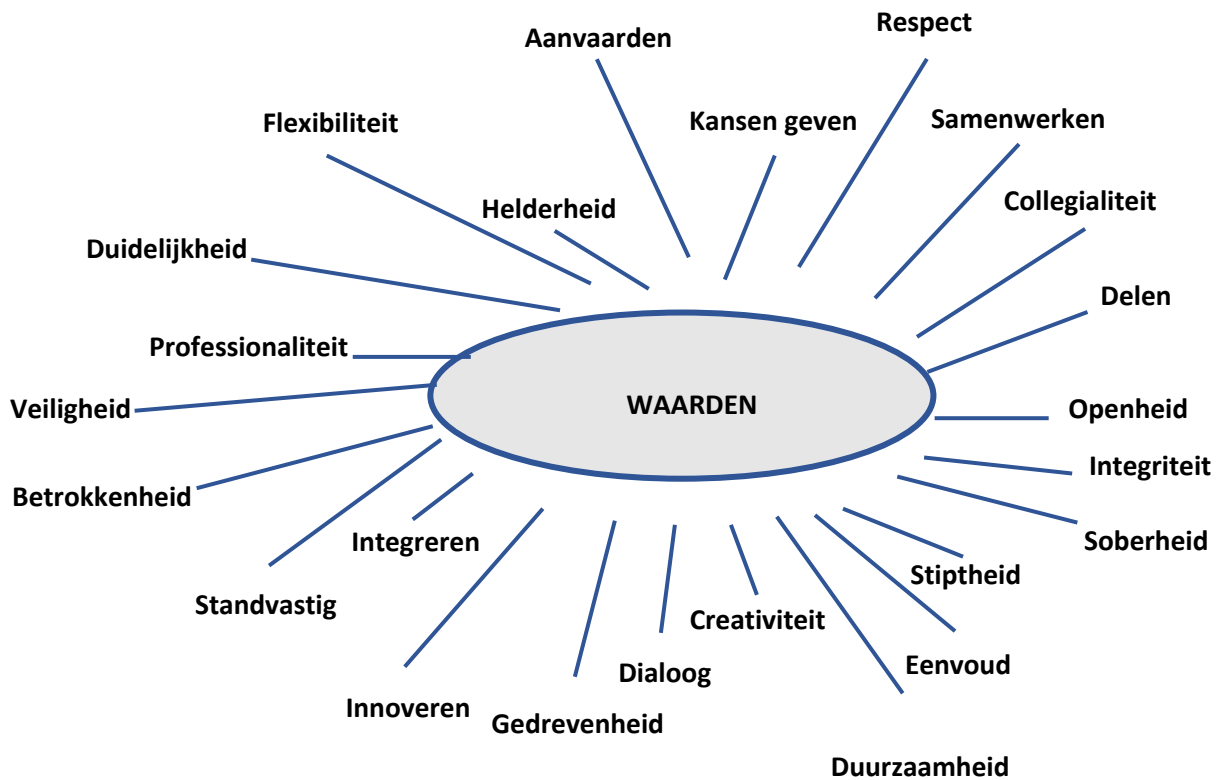 Respect
Aanvaarden
Kansen geven
Samenwerken
Flexibiliteit
Helderheid
Collegialiteit
Duidelijkheid
Delen
Professionaliteit
Veiligheid
WAARDEN
Openheid
Integriteit
Betrokkenheid
Integreren
Soberheid
Stiptheid
Standvastig
Creativiteit
Eenvoud
Dialoog
Innoveren
Gedrevenheid
Duurzaamheid